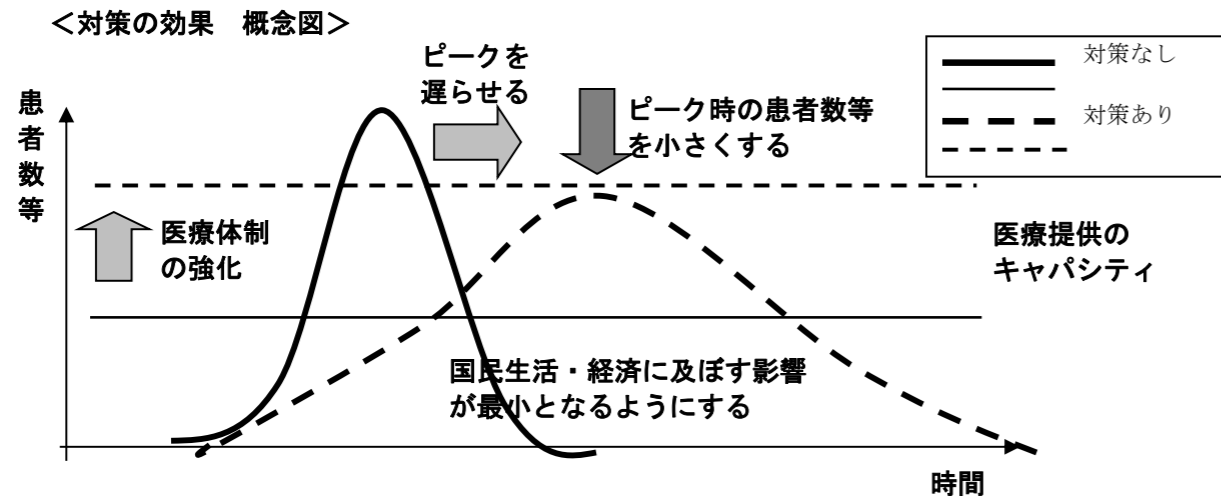 <対策の効果　概念図>
ピークを
遅らせる
対策なし
対策あり
患者数等
ピーク時の患者数等
を小さくする
医療体制
の強化
医療提供の
キャパシティ
国民生活・経済に及ぼす影響
が最小となるようにする
時間